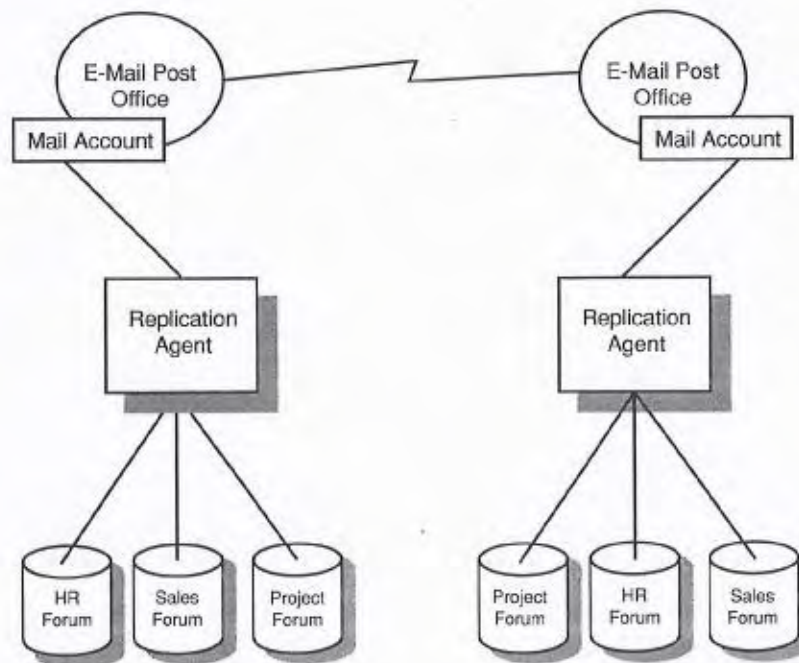 E-Mail Post
Office
Mail Account
E-Mail Post
Office
Mail Account
Replication
Agent
Replication
Agent
HR
Forum
Sales
Forum
Project
Forum
Project
Forum
HR
Forum
Sales
Forum